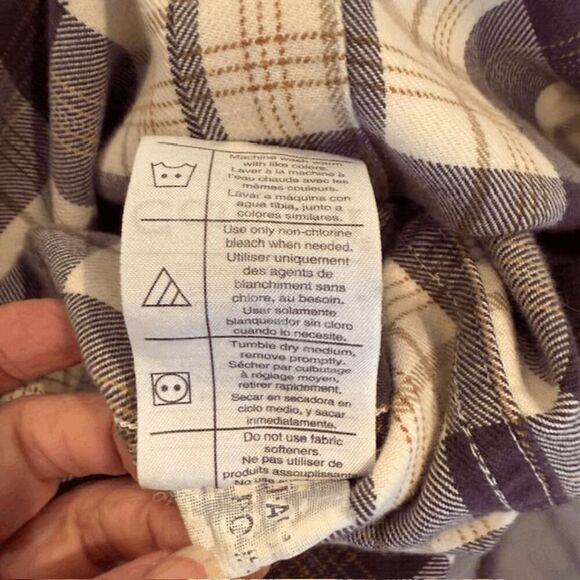 Machine wash warm
with like colors.
Laver à la machine à
l'eau chaude avec les
mêmes couleurs.
Lavar a máquina con
agua tibia, junto a
colores similares.
Use only non-chlorine
bleach when needed.
Utiliser uniquement
des agents de
blanchiment sans
chlore, au besoin.
Usar solamente
blanqueador sin cloro
cuando lo necesite.
Tumble dry medium,
remove promptly.
Sécher par culbutage
à réglage moyen,
retirer rapidement.
Secar en secadora en
ciclo medio, y sacar
inmediatamente.
Do not use fabric
softeners.
Ne pas utiliser de
produits assouplissant
No use